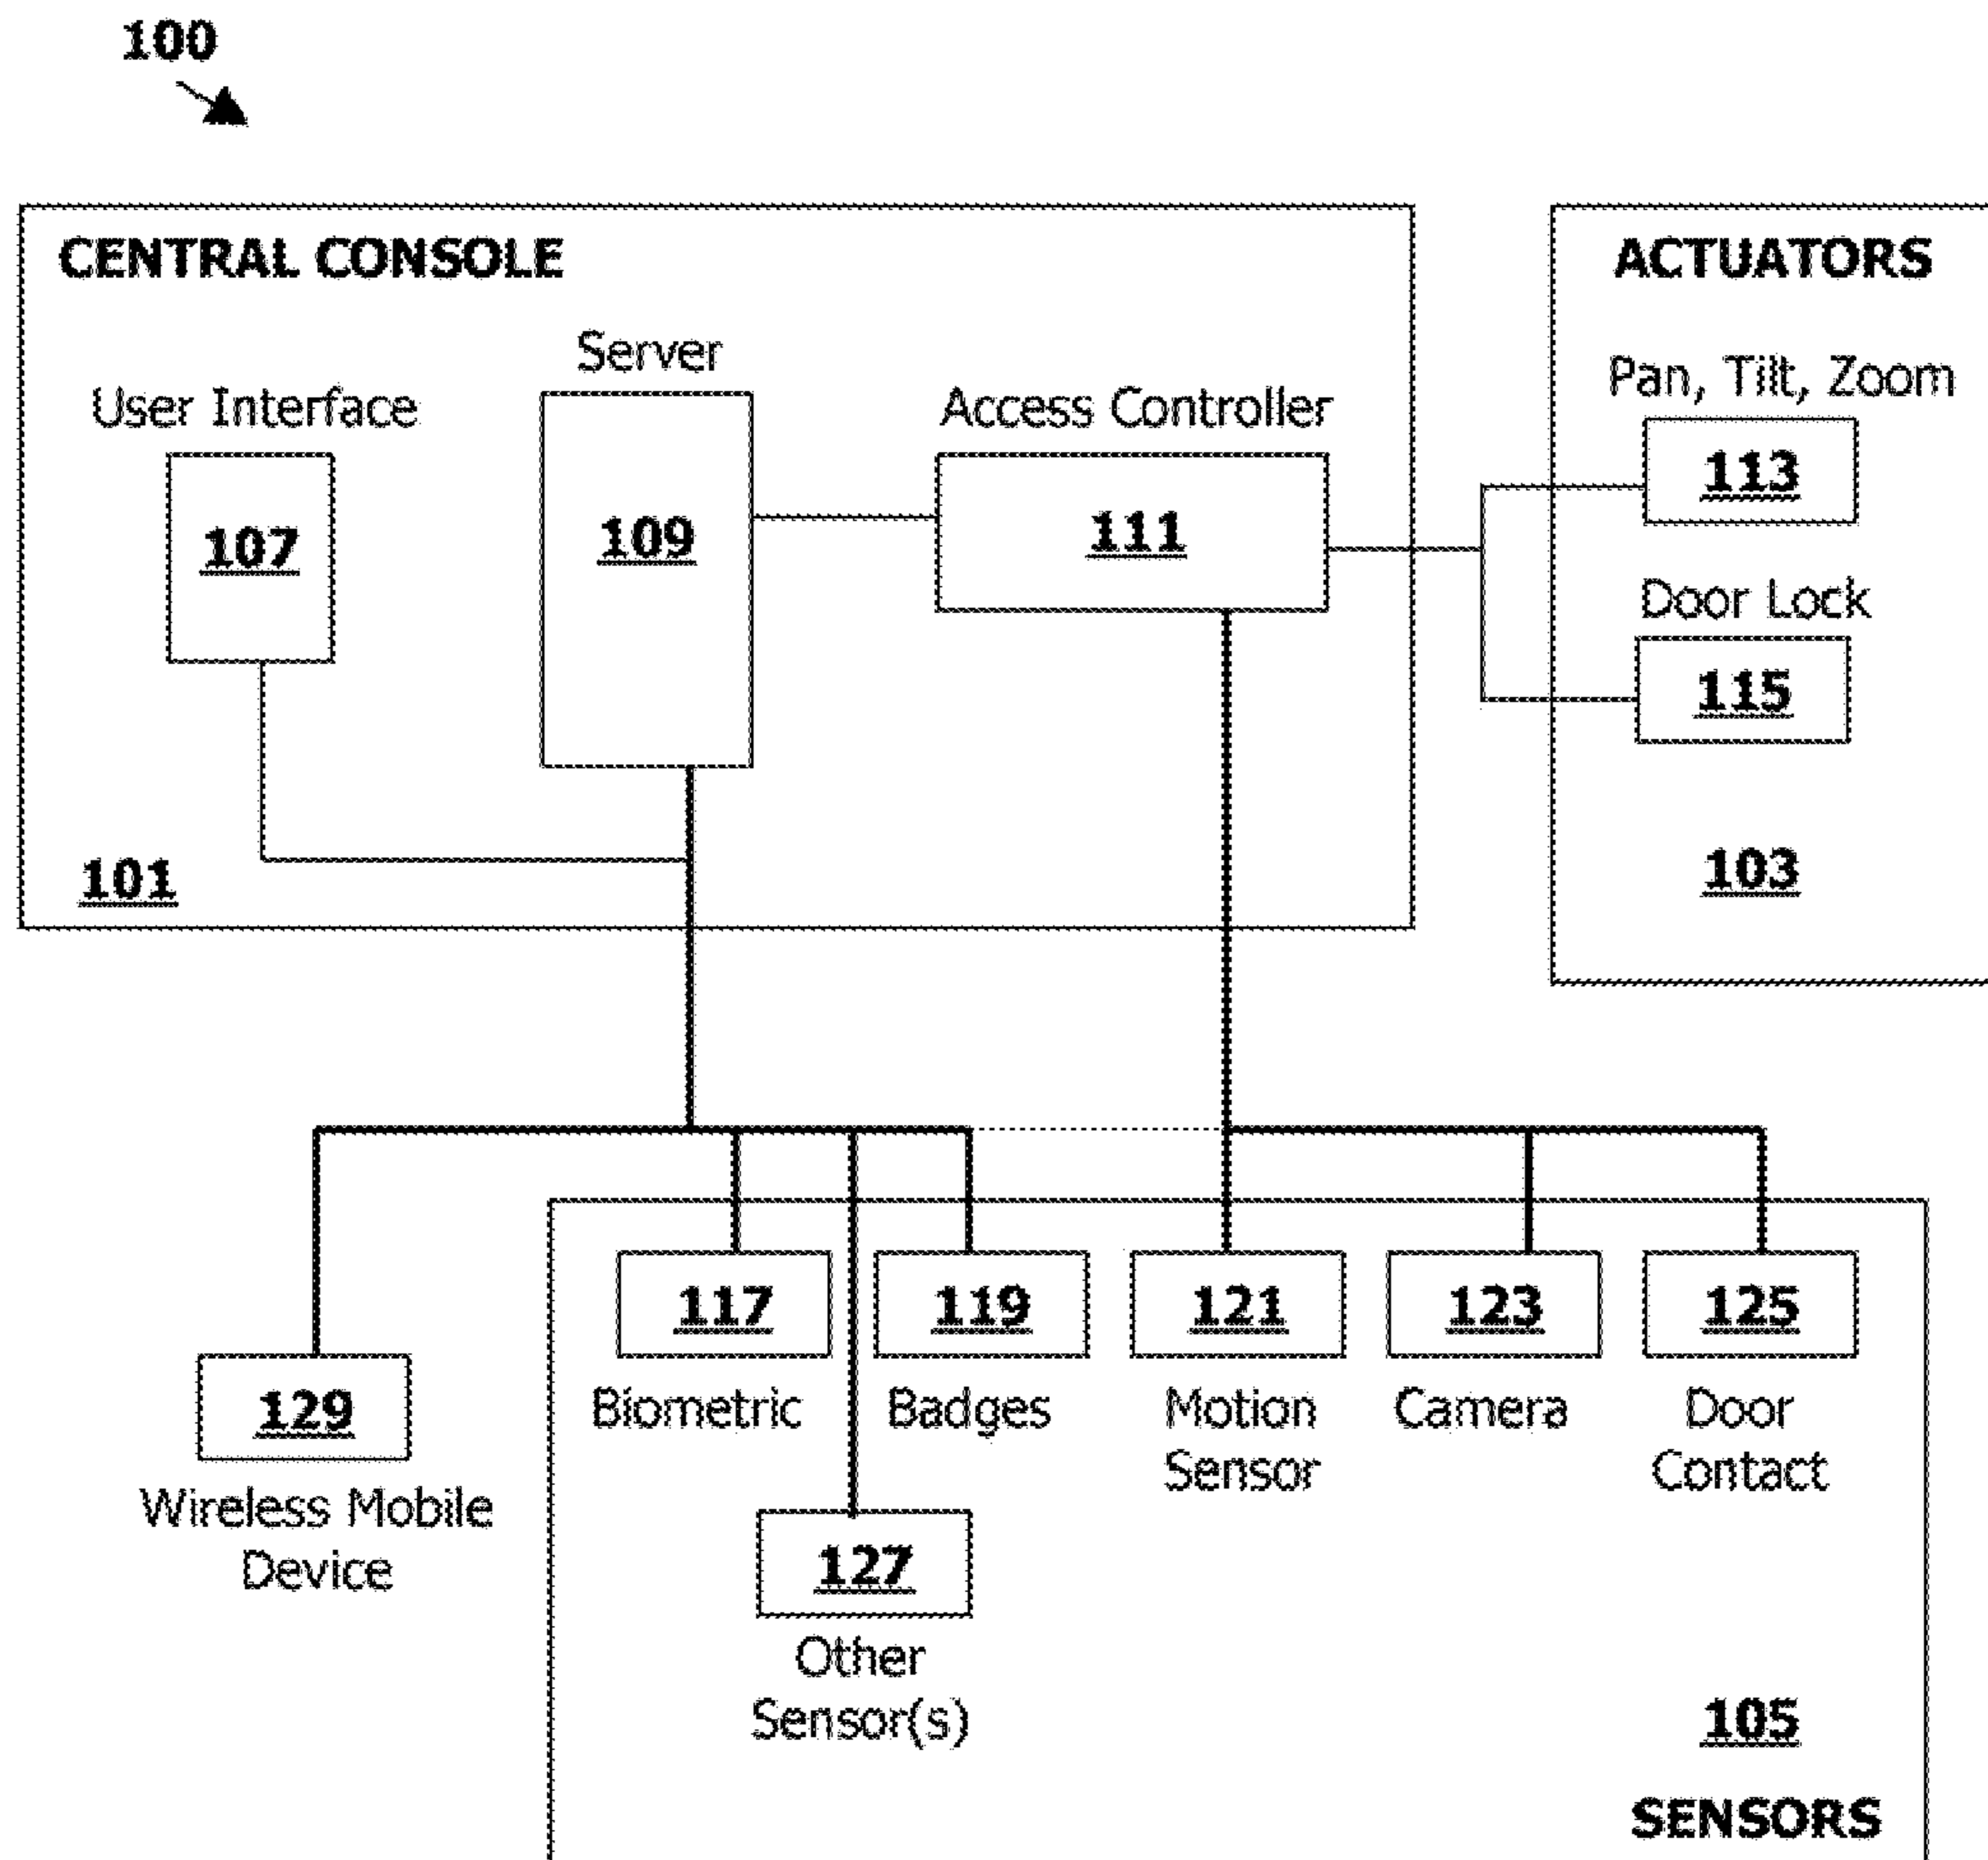 100
CENTRAL CONSOLE
ACTUATORS
Server
User Interface
Access Controller
Pan, Tilt, Zoom
107
109
111
113
Door Lock
115
101
103
117
119
121
123
125
129
Biometric
Badges
Motion
Sensor
Camera
Door
Contact
Wireless Mobile
Device
127
Other
Sensor(s)
105
SENSORS